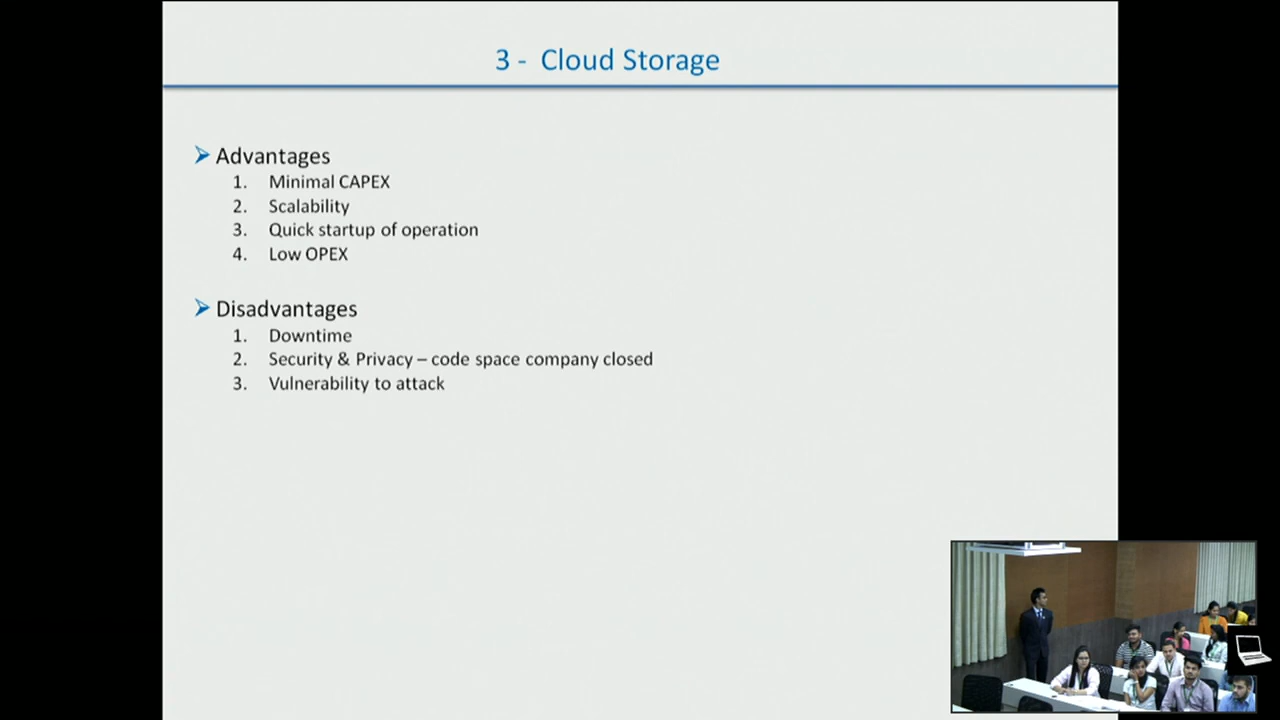 3 - Cloud Storage
Advantages
1. Minimal CAPEX
2. Scalability
3. Quick startup of operation
4. Low OPEX
Disadvantages
1. Downtime
2. Security & Privacy – code space company closed
3. Vulnerability to attack